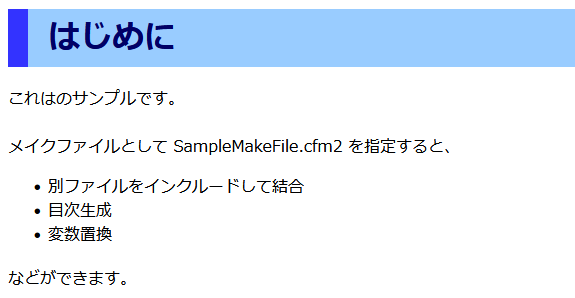 はじめに
これはのサンプルです。
メイクファイルとして SampleMakeFile.cfm2 を指定すると、
• 別ファイルをインクルードして結合
• 目次生成
• 変数置換
などができます。